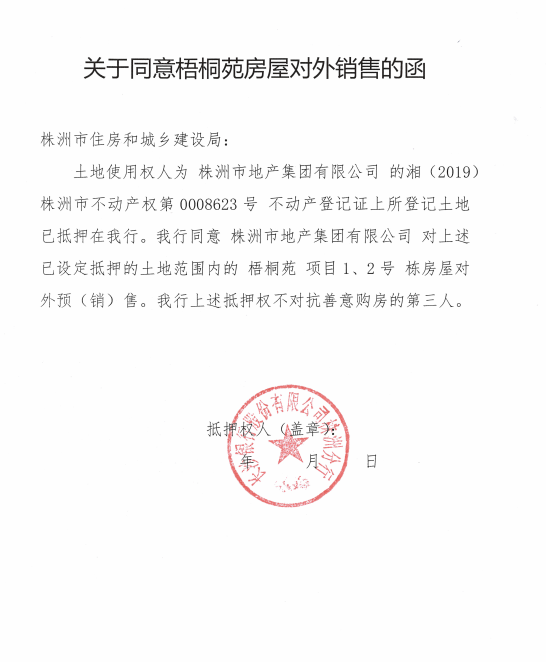 关于同意梧桐苑房屋对外销售的函
株洲市住房和城乡建设局：
土地使用权人为 株洲市地产集团有限公司 的湘（2019）
株洲市不动产权第 0008623 号 不动产登记证上所登记土地
已抵押在我行。我行同意 株洲市地产集团有限公司 对上述
已设定抵押的土地范围内的 梧桐苑 项目 1、2 号 栋房屋对
外预（销）售。我行上述抵押权不对抗善意购房的第三人。
抵押权人（盖章）：
年 月 日
长沙银行股份有限公司株洲分行